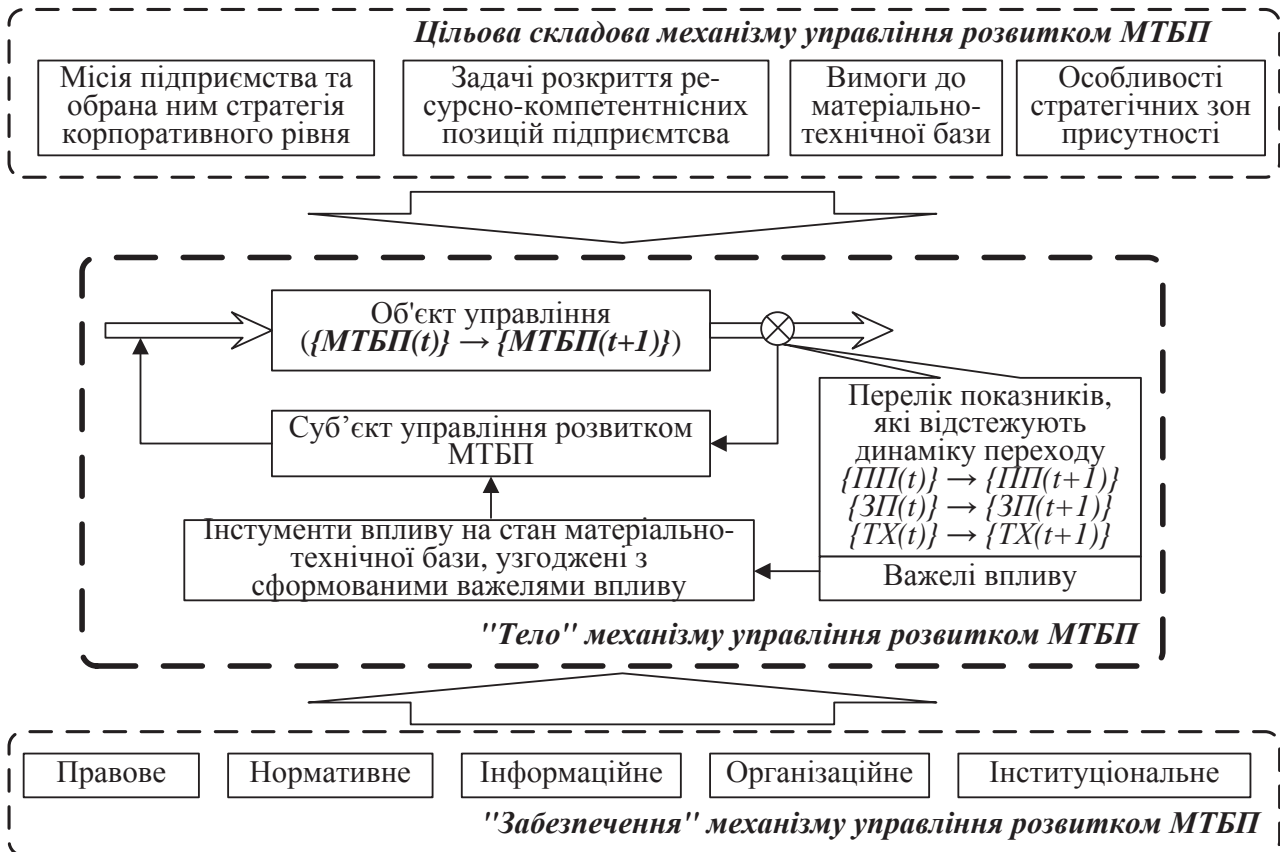 Цільова складова механізму управління розвитком МТБП
Місія підприємства та
обрана ним стратегія
корпоративного рівня
Задачі розкриття ре-
сурсно-компетентнісних
позицій підприємтсва
Вимоги до
матеріально-
технічної бази
Особливості
стратегічних зон
присутності
Об'єкт управління
({МТБП(t)} → {МТБП(t+1)})
Суб’єкт управління розвитком
МТБП
Перелік показників,
які відстежують
динаміку переходу
{ПП(t)} → {ПП(t+1)}
{ЗП(t)} → {ЗП(t+1)}
{ТХ(t)} → {ТХ(t+1)}
Важелі впливу
Інстументи впливу на стан матеріально-
технічної бази, узгоджені з
сформованими важелями впливу
"Тело" механізму управління розвитком МТБП
Правове
Нормативне
Інформаційне
Організаційне
Інституціональне
"Забезпечення" механізму управління розвитком МТБП